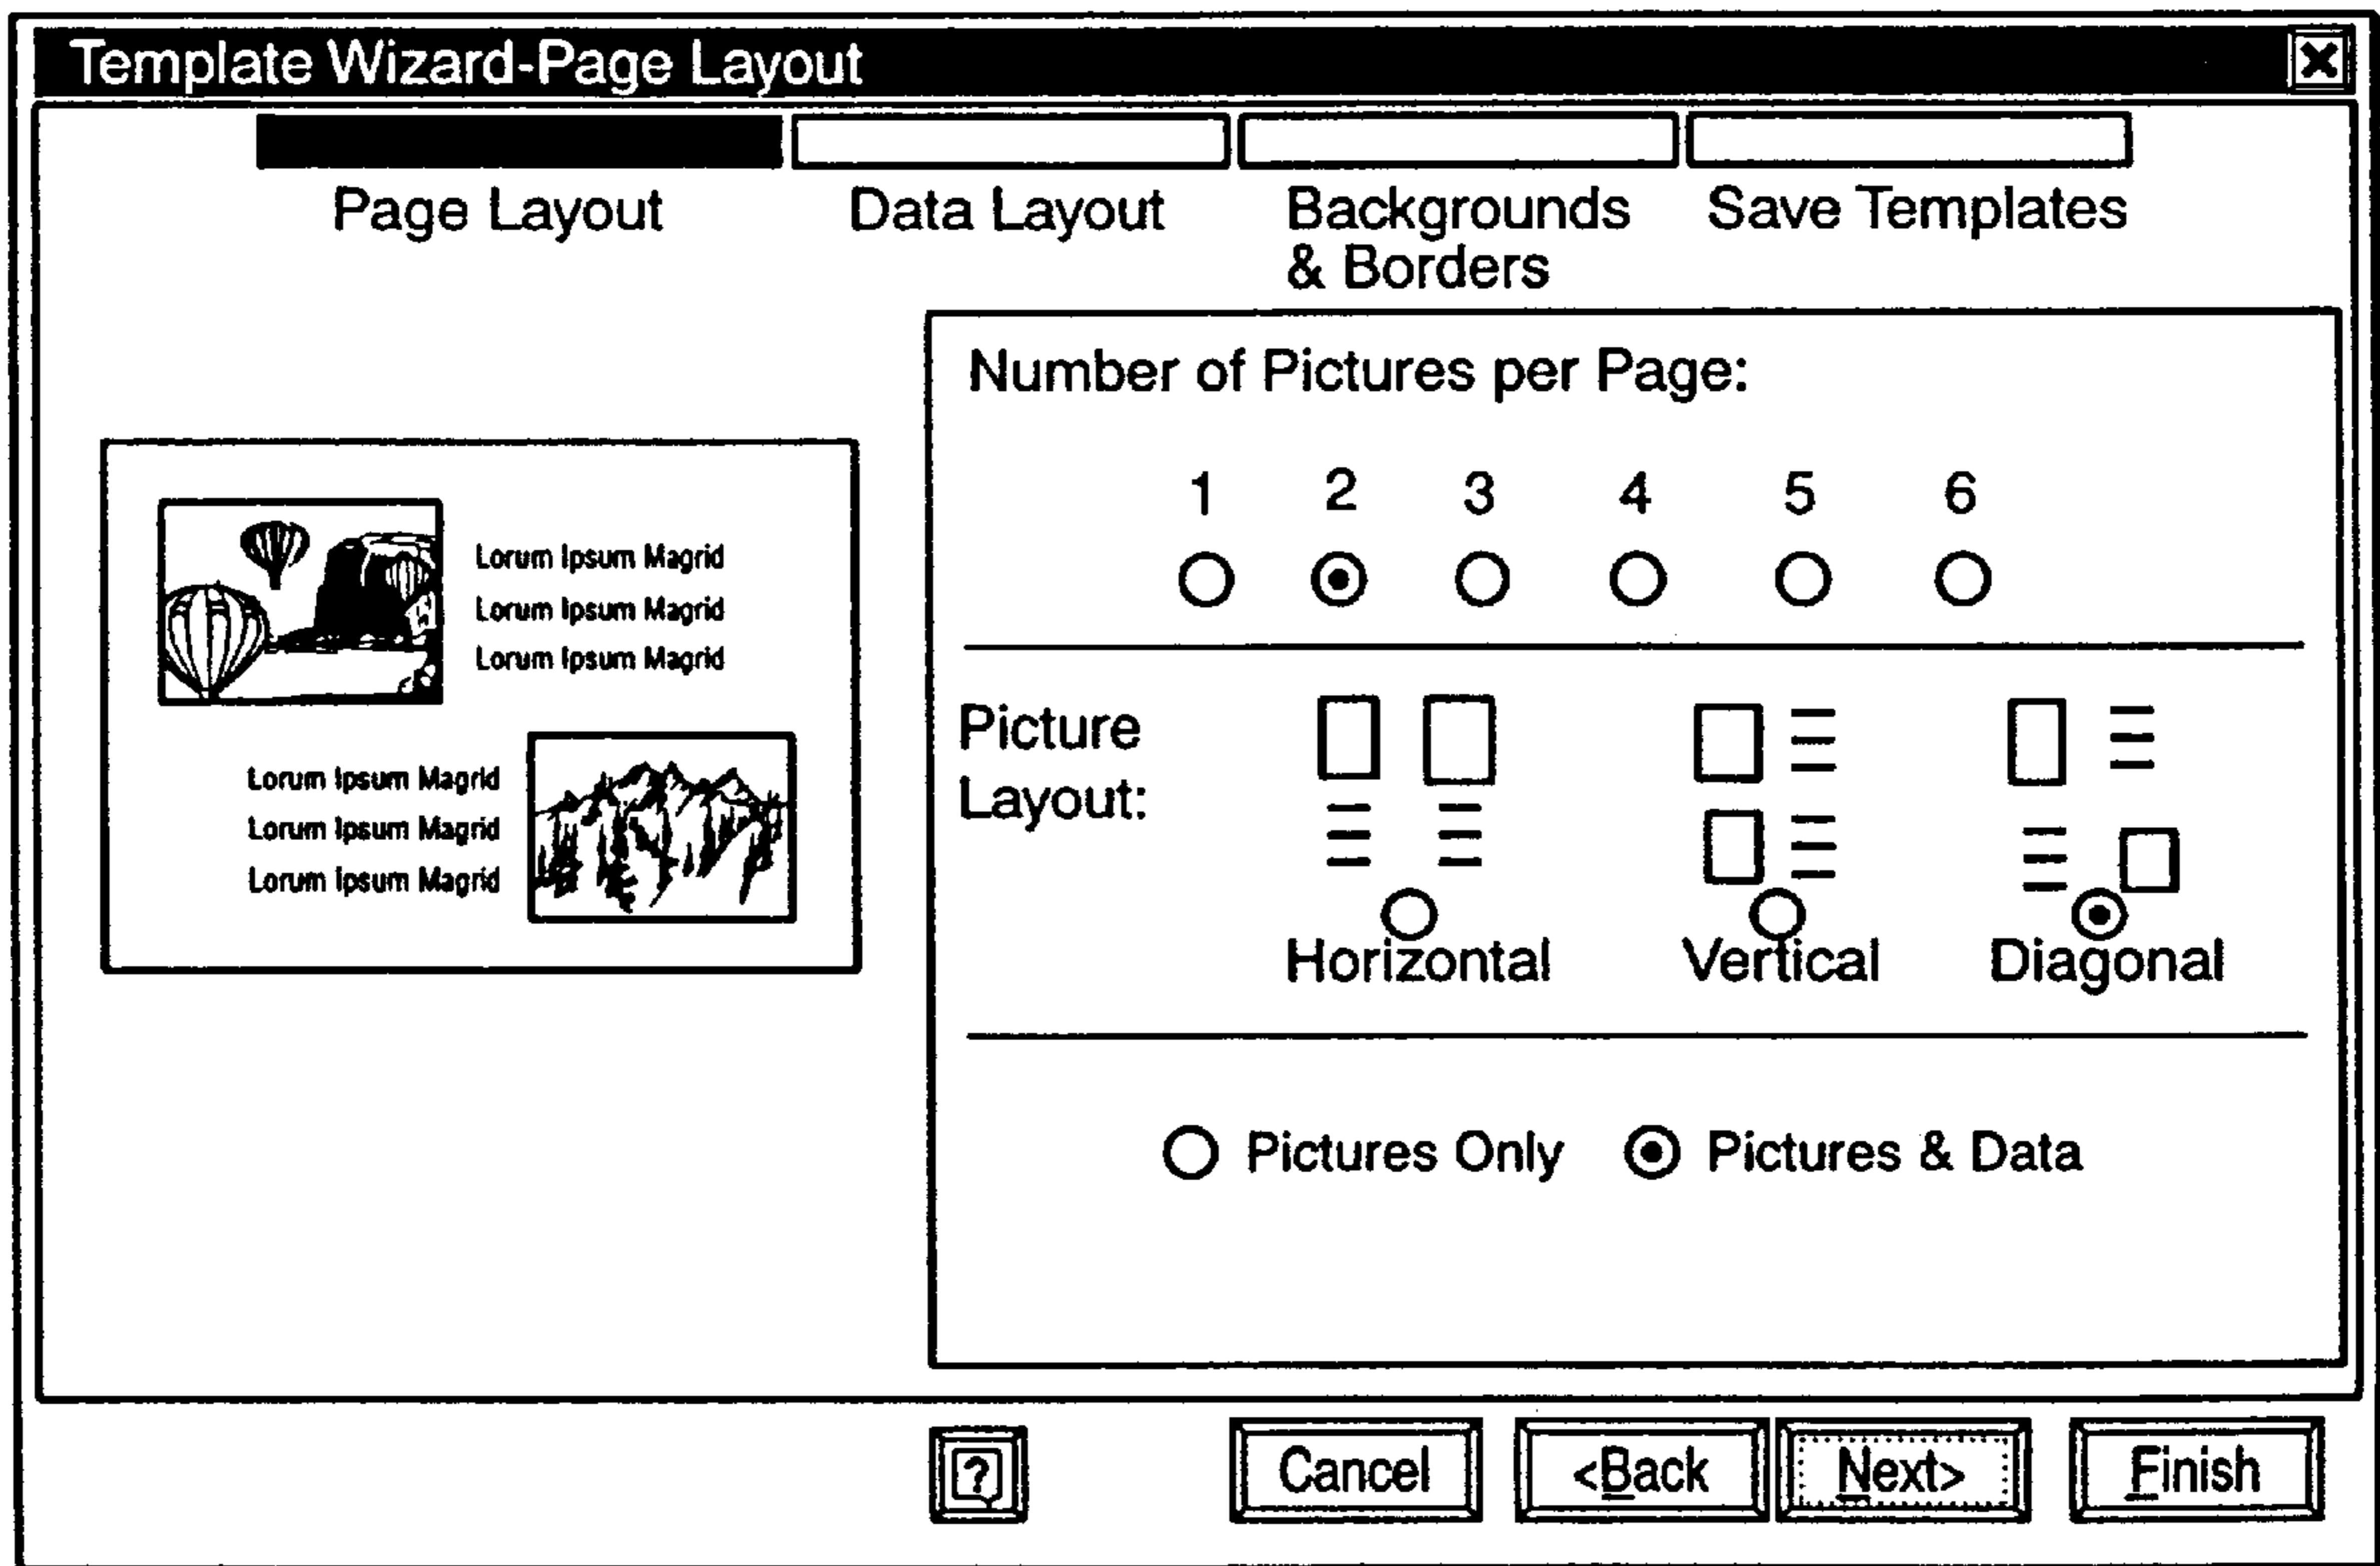 Template Wizard-Page Layout
Page Layout
Data Layout
Backgrounds
& Borders
Save Templates
Lorum Ipsum Magrid
Lorum Ipsum Magrid
Lorum Ipsum Magrid
Lorum Ipsum Magrid
Lorum Ipsum Magrid
Lorum Ipsum Magrid
Number of Pictures per Page:
1 2 3 4 5 6
Picture
Layout:
Horizontal Vertical Diagonal
Pictures Only Pictures & Data
? Cancel <Back Next> Finish